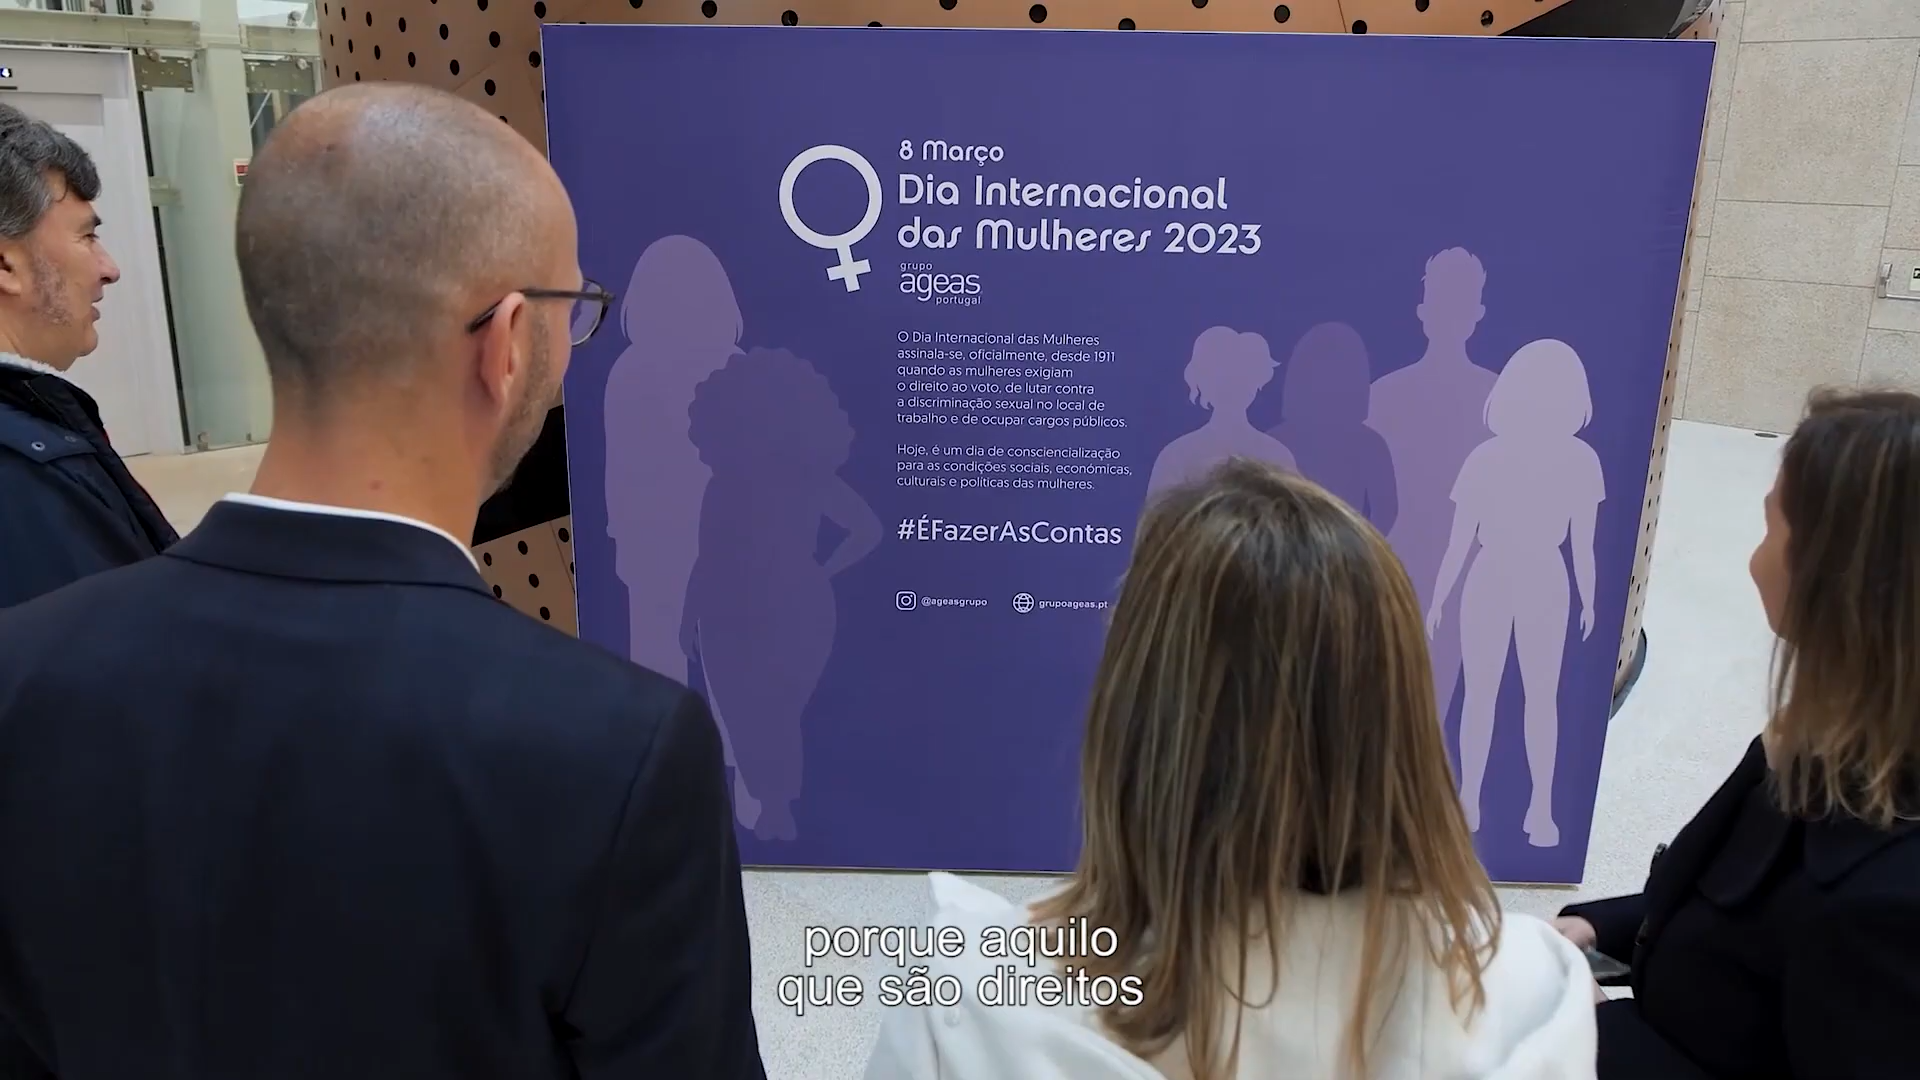 8 Março
Dia Internacional
das Mulheres 2023
grupo
ageas
portugal
O Dia Internacional das Mulheres
assinala-se, oficialmente, desde 1911
quando as mulheres exigiam
o direito ao voto, de lutar contra
a discriminação sexual no local de
trabalho e de ocupar cargos públicos.
Hoje, é um dia de consciencialização
para as condições sociais, económicas,
culturais e políticas das mulheres.
#ÉFazerAsContas
@ageasgrupo
grupoageas.pt
porque aquilo
que são direitos